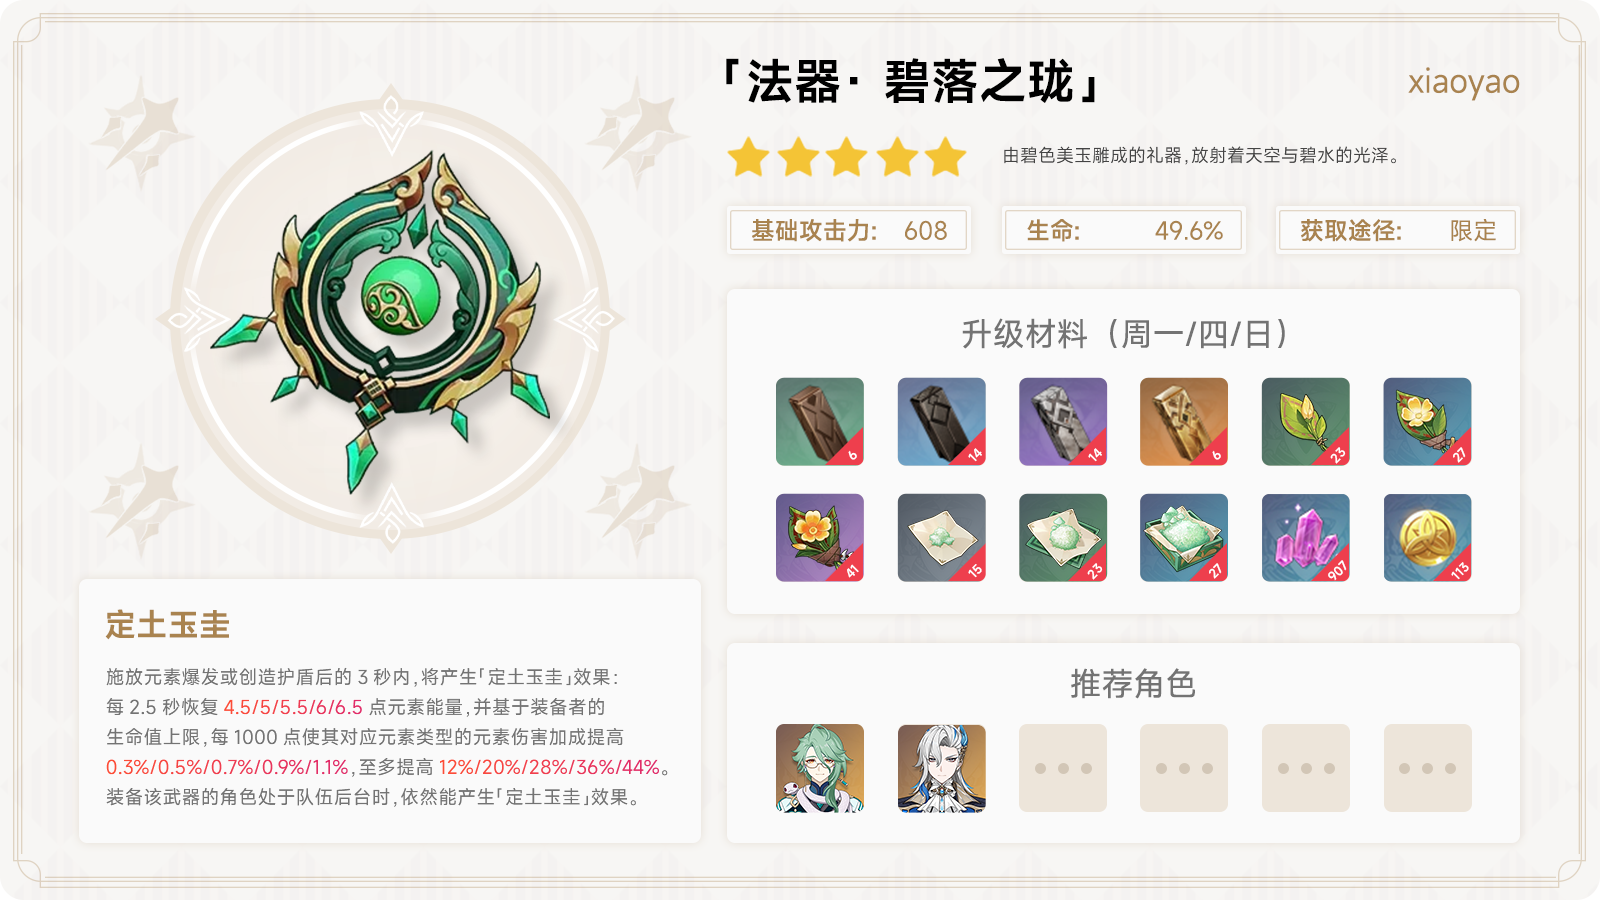 「法器· 碧落之珑」
xiaoyao
由碧色美玉雕成的礼器,放射着天空与碧水的光泽。
基础攻击力: 608
生命: 49.6%
获取途径: 限定
升级材料（周一/四/日）
6
14
14
6
23
27
41
15
23
27
907
113
定土玉圭
施放元素爆发或创造护盾后的 3 秒内,将产生「定土玉圭」效果:
每 2.5 秒恢复 4.5/5/5.5/6/6.5 点元素能量,并基于装备者的
生命值上限,每 1000 点使其对应元素类型的元素伤害加成提高
0.3%/0.5%/0.7%/0.9%/1.1%,至多提高 12%/20%/28%/36%/44%。
装备该武器的角色处于队伍后台时,依然能产生「定土玉圭」效果。
推荐角色